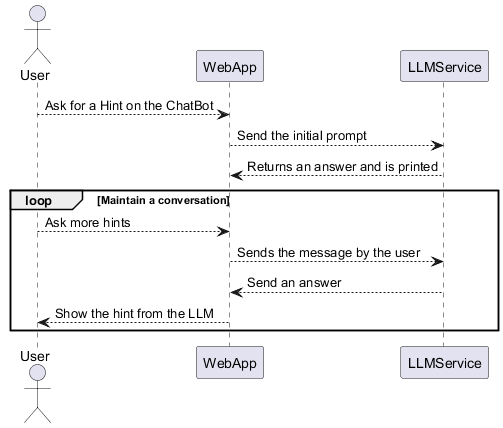 User
WebApp
LLMService
Ask for a Hint on the ChatBot
Send the initial prompt
Returns an answer and is printed
loop
[Maintain a conversation]
Ask more hints
Sends the message by the user
Send an answer
Show the hint from the LLM
User
WebApp
LLMService